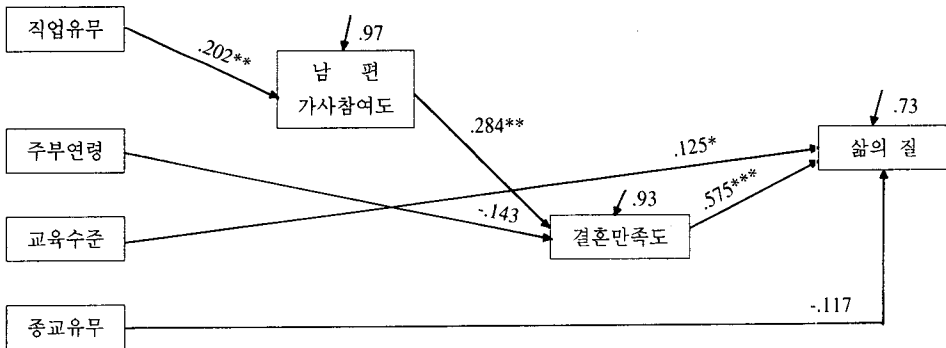 직업유무
.202**
.97
남 편
가사참여도
.284**
.73
삶의 질
주부연령
.125*
-.143
.93
.575***
결혼만족도
교육수준
-.117
종교유무